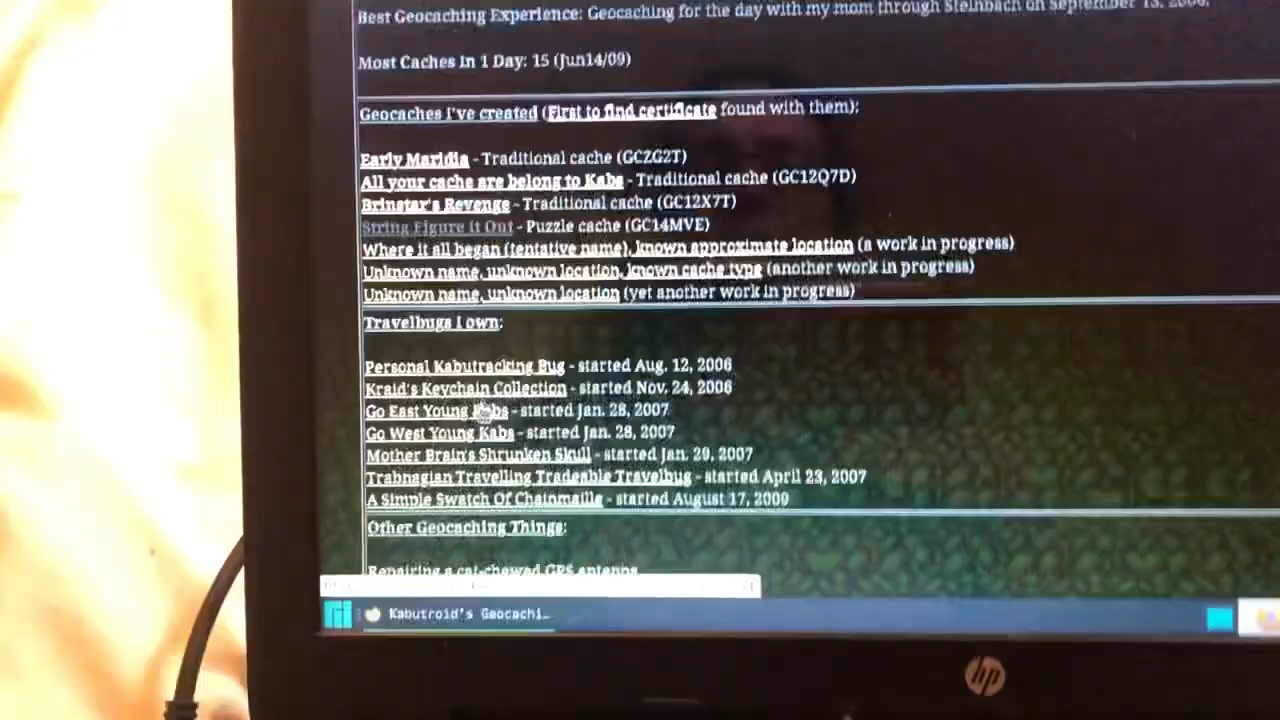 Best Geocaching Experience: Geocaching for the day with my mom through Steinbach on September 13, 2006.
Most Caches in 1 Day: 15 (Jun14/09)
Geocaches I've created (First to find certificate found with them):
Early Maridia - Traditional cache (GCZG2T)
All your cache are belong to Kabs - Traditional cache (GC12Q7D)
Brinstar's Revenge - Traditional cache (GC12X7T)
String Figure It Out - Puzzle cache (GC14MVE)
Where it all began (tentative name), known approximate location (a work in progress)
Unknown name, unknown location, known cache type (another work in progress)
Unknown name, unknown location (yet another work in progress)
Travelbugs I own:
Personal Kabutracking Bug - started Aug. 12, 2006
Kraid's Keychain Collection - started Nov. 24, 2006
Go East Young Kabs - started Jan. 28, 2007
Go West Young Kabs - started Jan. 28, 2007
Mother Brain's Shrunken Skull - started Jan. 29, 2007
Trabnagian Travelling Tradeable Travelbug - started April 23, 2007
A Simple Swatch Of Chainmaille - started August 17, 2009
Other Geocaching Things:
Repairing a cat-chewed GPS antenna
Kabutroid's Geocachi...
hp